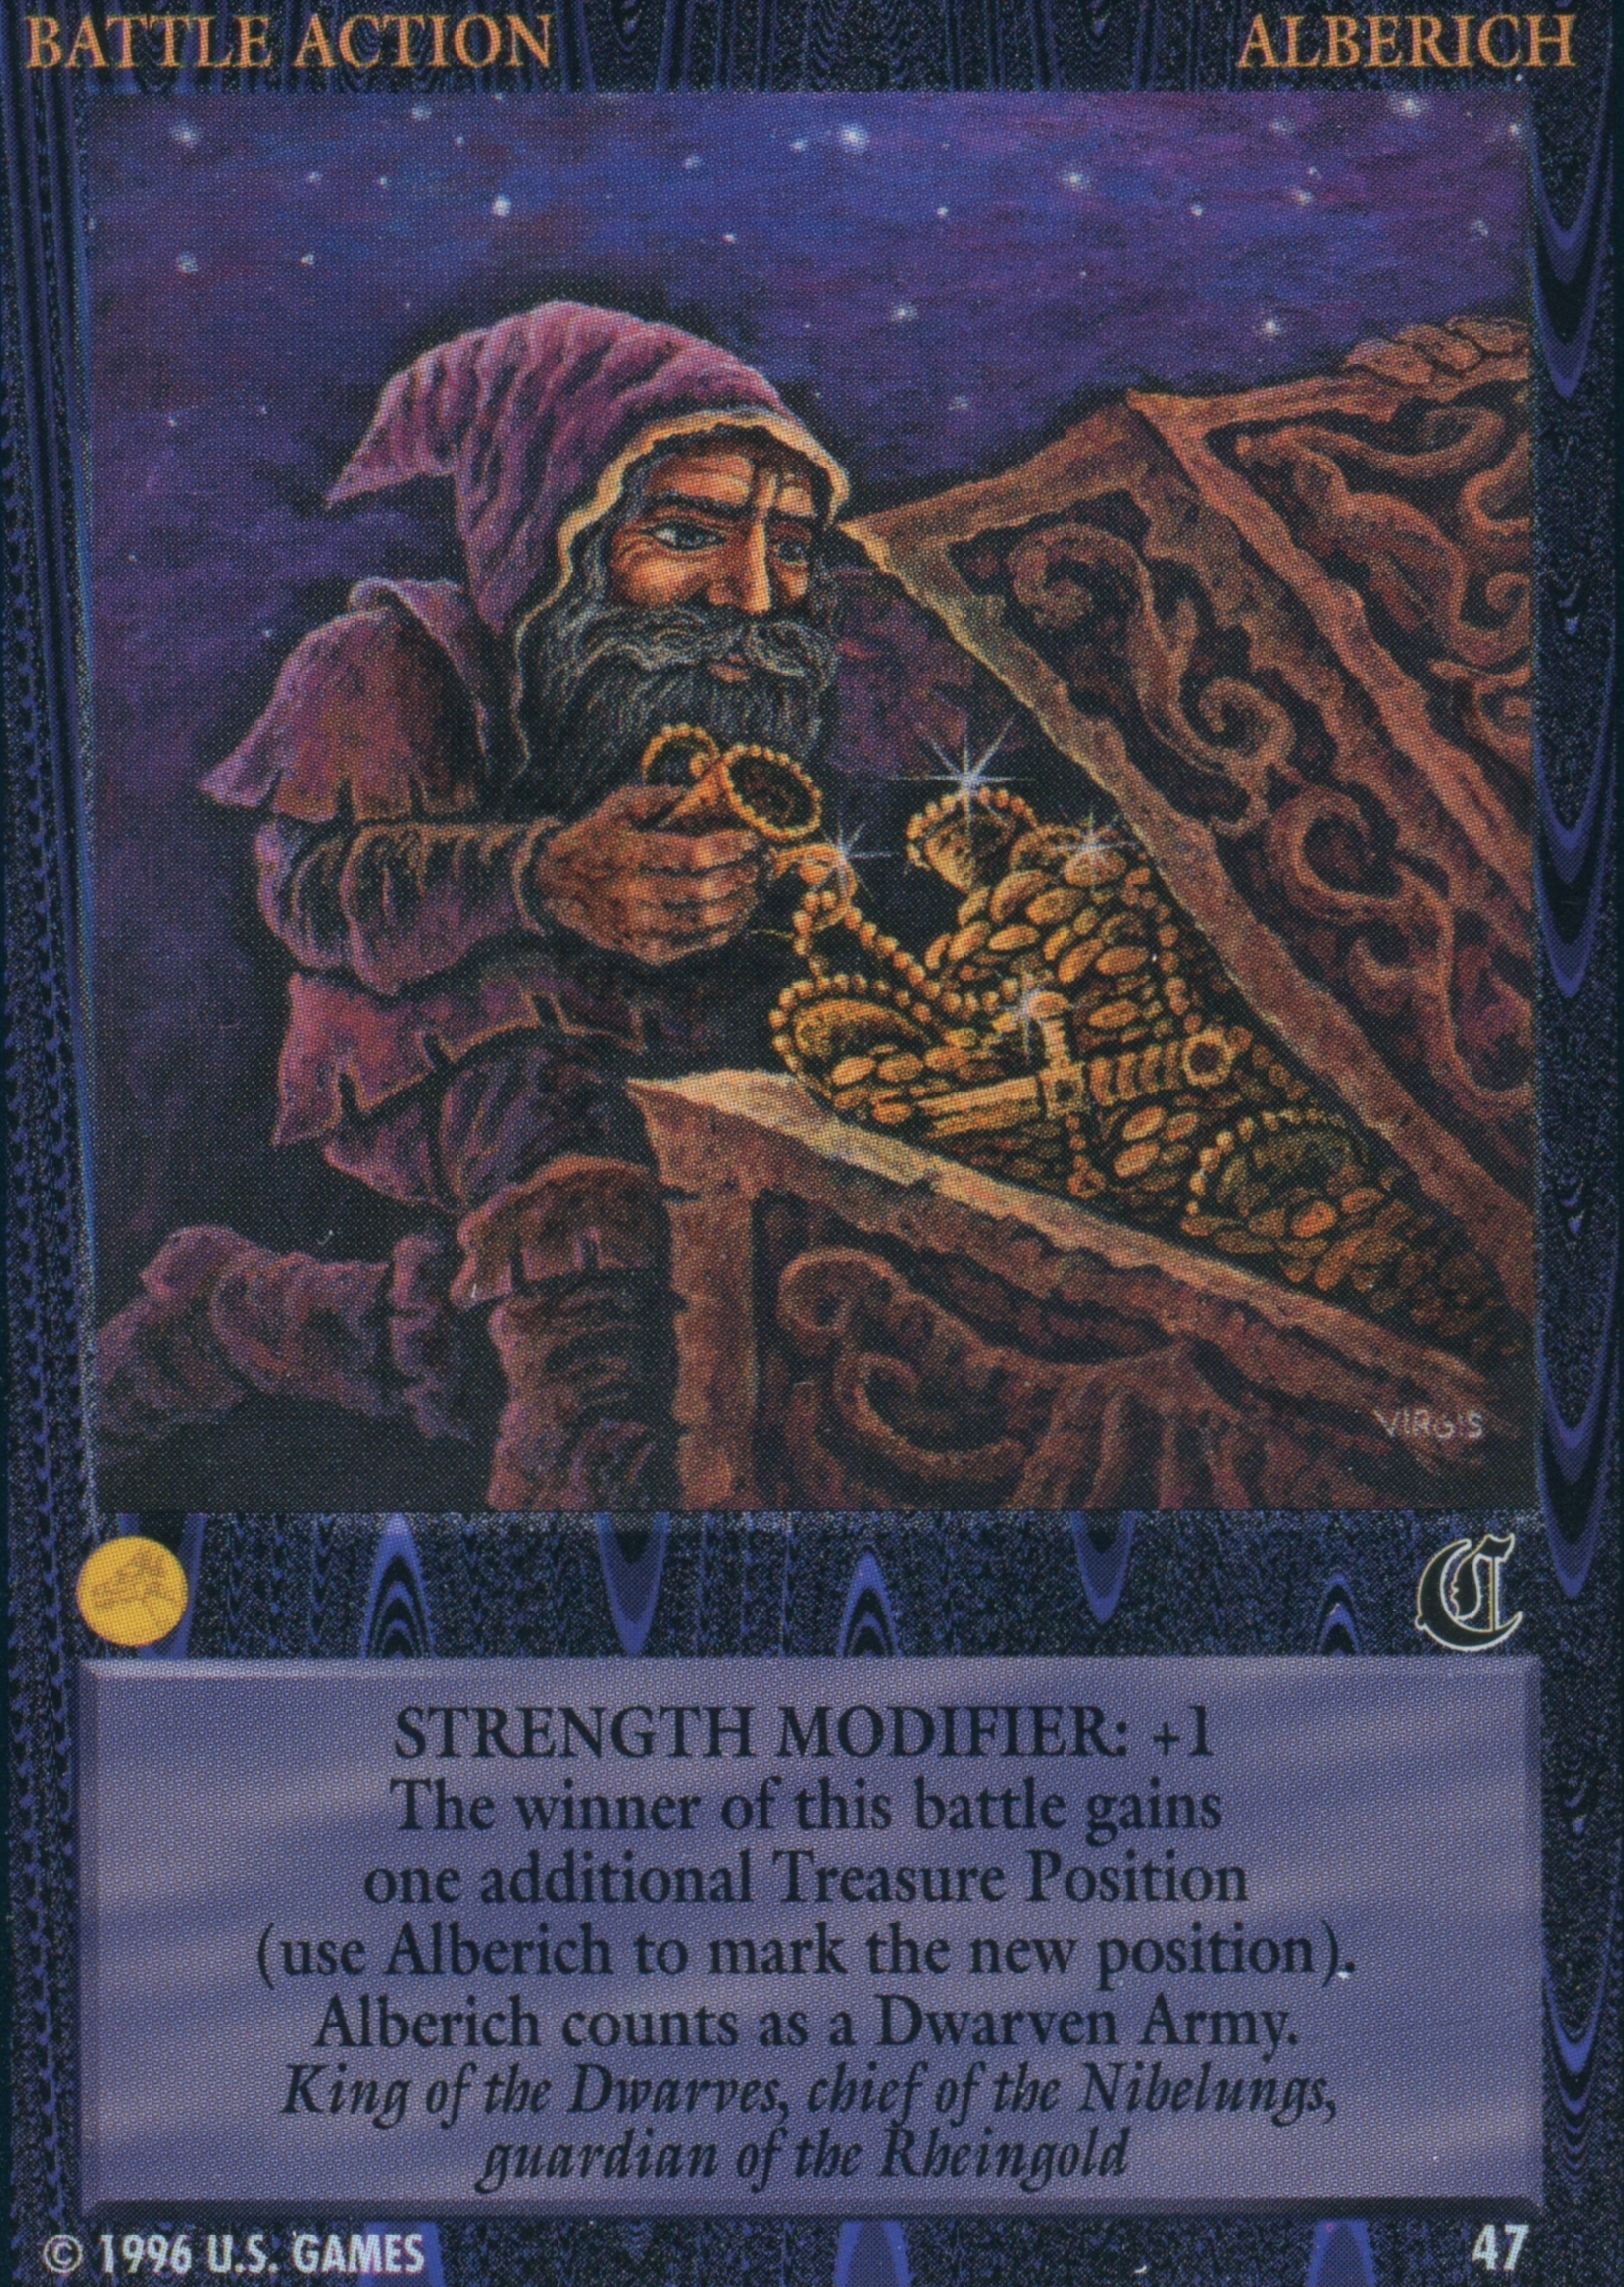 BATTLE ACTION
ALBERICH
VIRGIS
C
STRENGTH MODIFIER: +1
The winner of this battle gains
one additional Treasure Position
(use Alberich to mark the new position).
Alberich counts as a Dwarven Army.
King of the Dwarves, chief of the Nibelungs,
guardian of the Rheingold
© 1996 U.S. GAMES
47